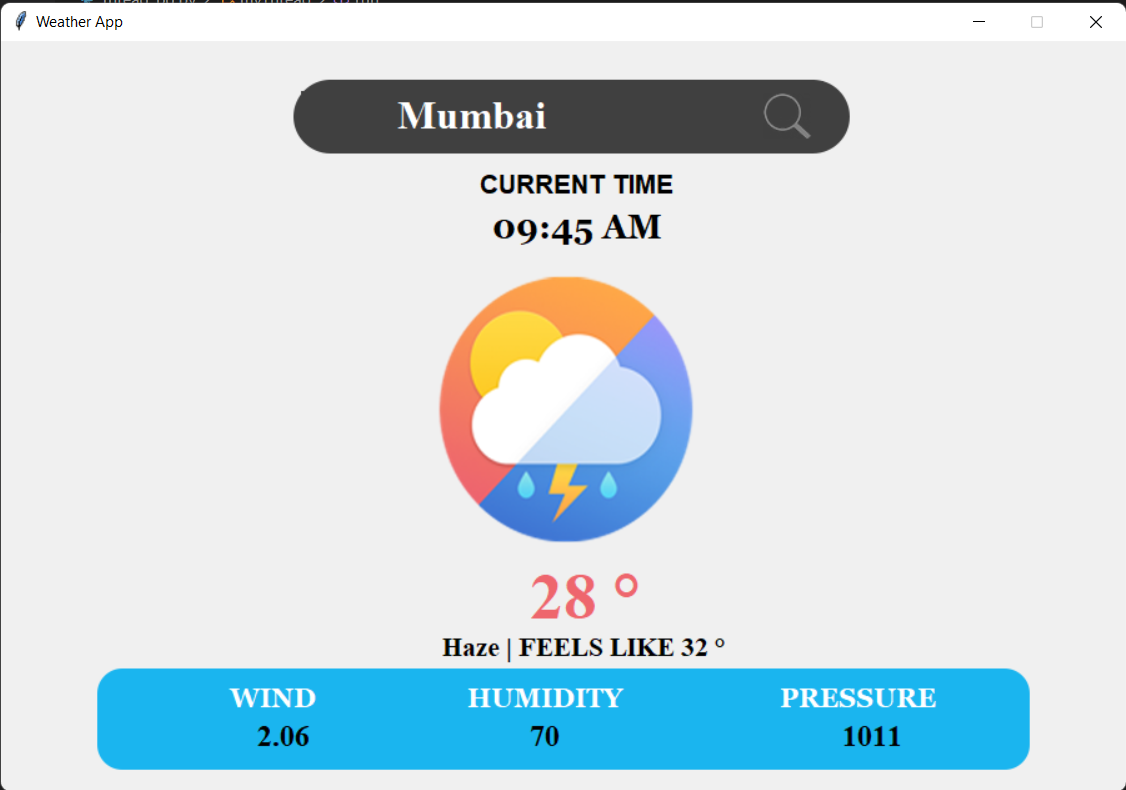 Weather App
Mumbai
CURRENT TIME
09:45 AM
28 °
Haze | FEELS LIKE 32 °
WIND HUMIDITY PRESSURE
2.06 70 1011